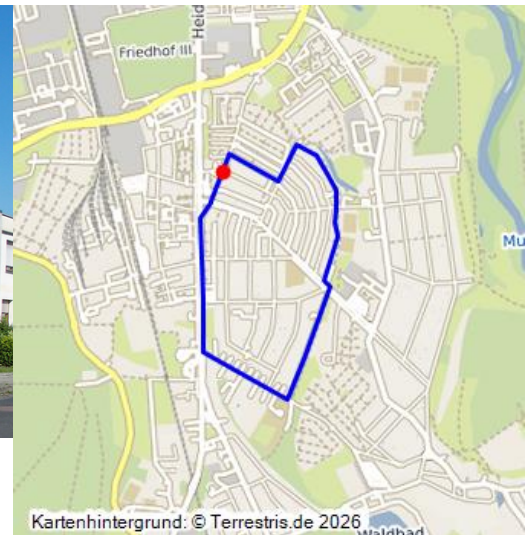 Heid
Friedhof III
Mu
Kartenhintergrund: © Terrestris.de 2026
Waldbad